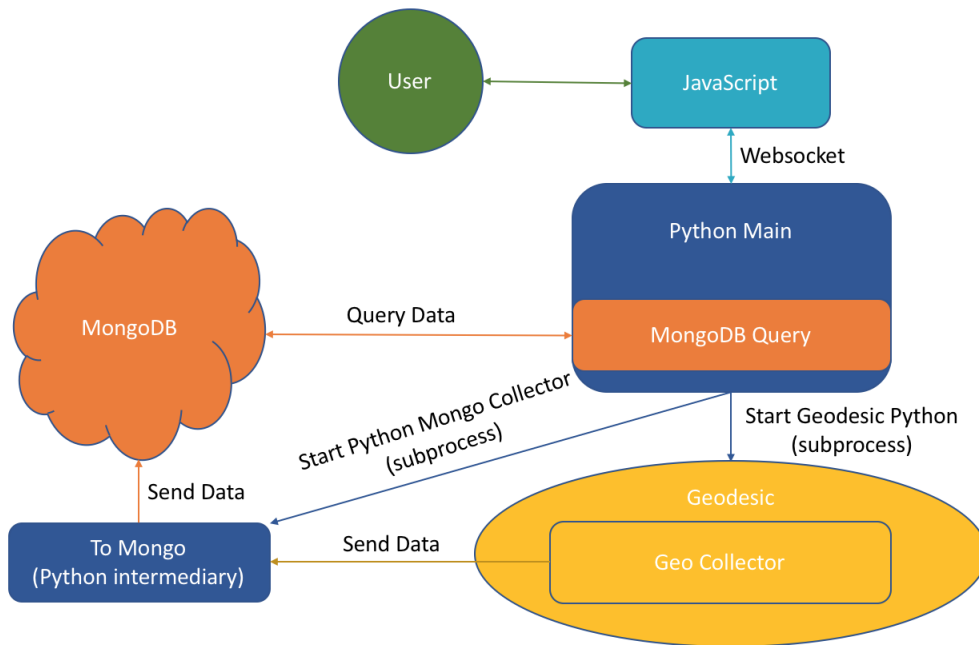 User
JavaScript
Websocket
Python Main
MongoDB
Query Data
MongoDB Query
Start Python Mongo Collector
(subprocess)
Start Geodesic Python
(subprocess)
Send Data
Geodesic
To Mongo
(Python intermediary)
Send Data
Geo Collector